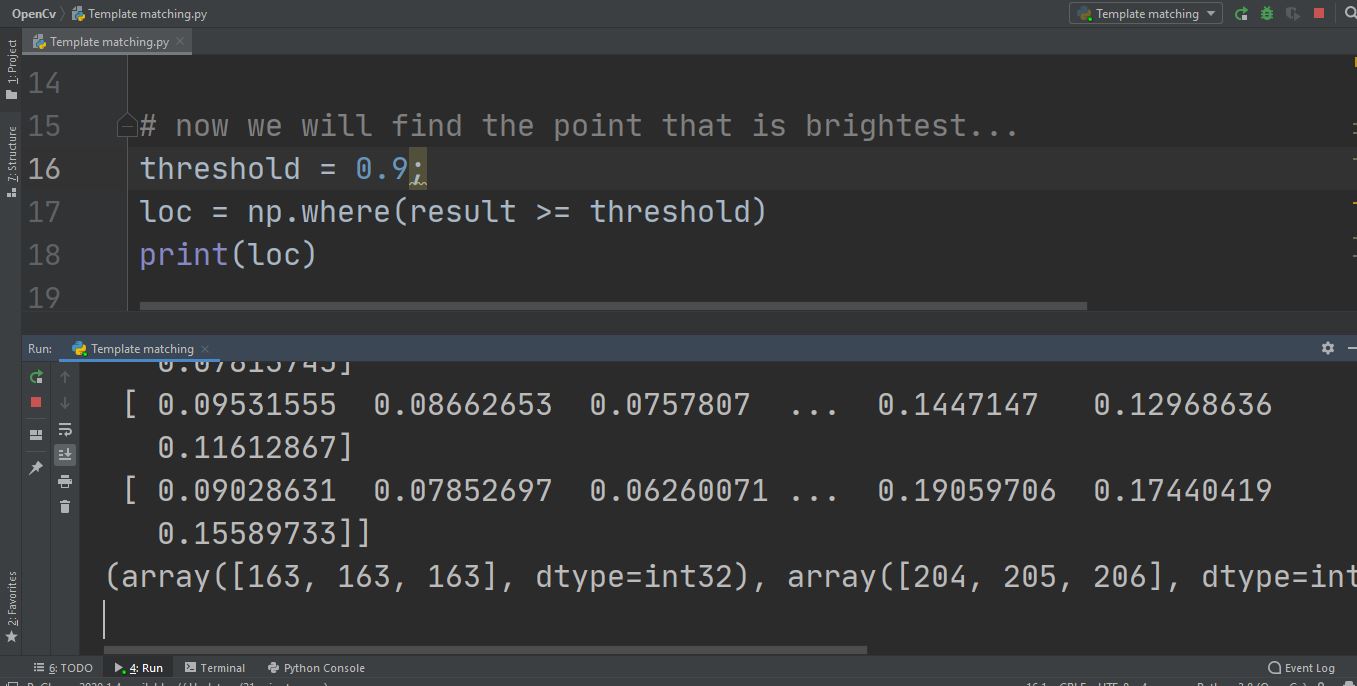 OpenCv Template matching.py Template matching
Template matching.py
1: Project
7: Structure
2: Favorites
14
15 # now we will find the point that is brightest...
16 threshold = 0.9;
17 loc = np.where(result >= threshold)
18 print(loc)
19
Run: Template matching
0.07815745]
[ 0.09531555 0.08662653 0.0757807 ... 0.1447147 0.12968636
0.11612867]
[ 0.09028631 0.07852697 0.06260071 ... 0.19059706 0.17440419
0.15589733]]
(array([163, 163, 163], dtype=int32), array([204, 205, 206], dtype=int
6: TODO 4: Run Terminal Python Console Event Log